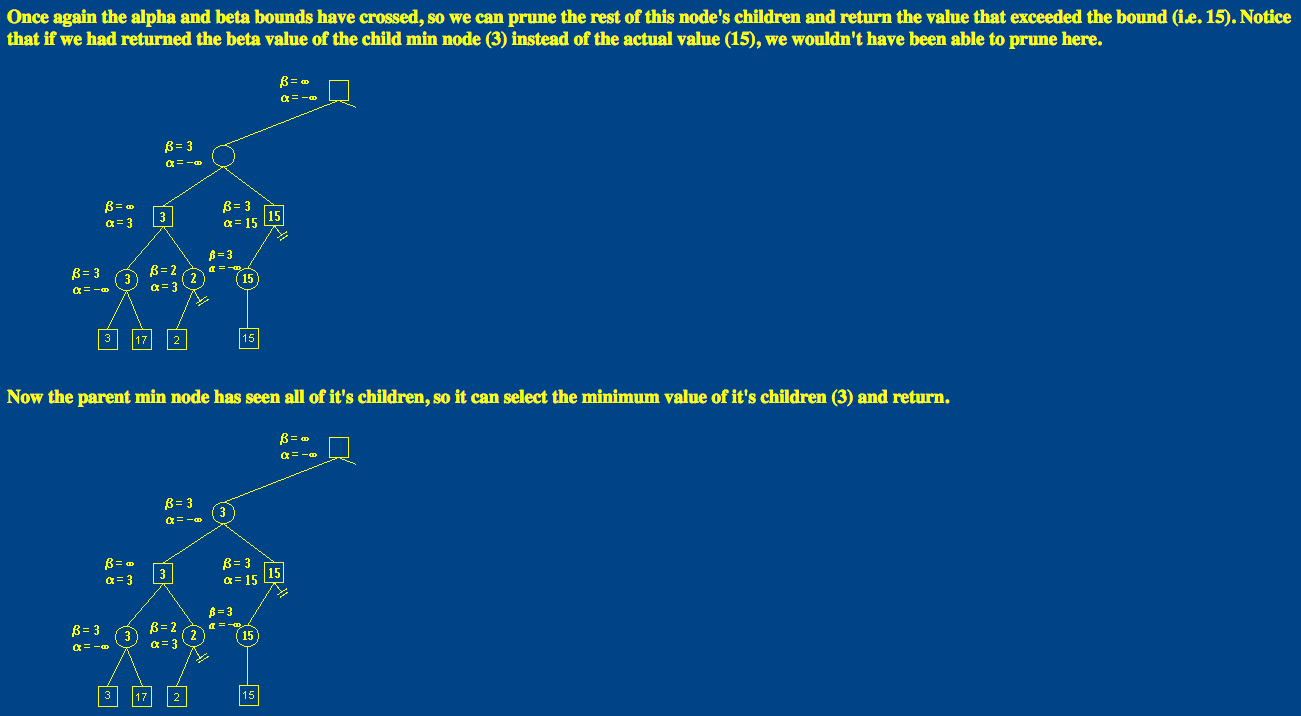 Once again the alpha and beta bounds have crossed, so we can prune the rest of this node's children and return the value that exceeded the bound (i.e. 15). Notice
that if we had returned the beta value of the child min node (3) instead of the actual value (15), we wouldn't have been able to prune here.
β= ∞
α= -∞
β= 3
α= -∞
β= ∞
α= 3
3
β= 3
α= 15
15
β= 3
α= -∞
3
β= 2
α= 3
2
β= 3
α = -∞
15
3
17
2
15
Now the parent min node has seen all of it's children, so it can select the minimum value of it's children (3) and return.
β= ∞
α= -∞
β= 3
α= -∞
3
β= ∞
α= 3
3
β= 3
α= 15
15
β= 3
α= -∞
3
β= 2
α= 3
2
β= 3
α = -∞
15
3
17
2
15